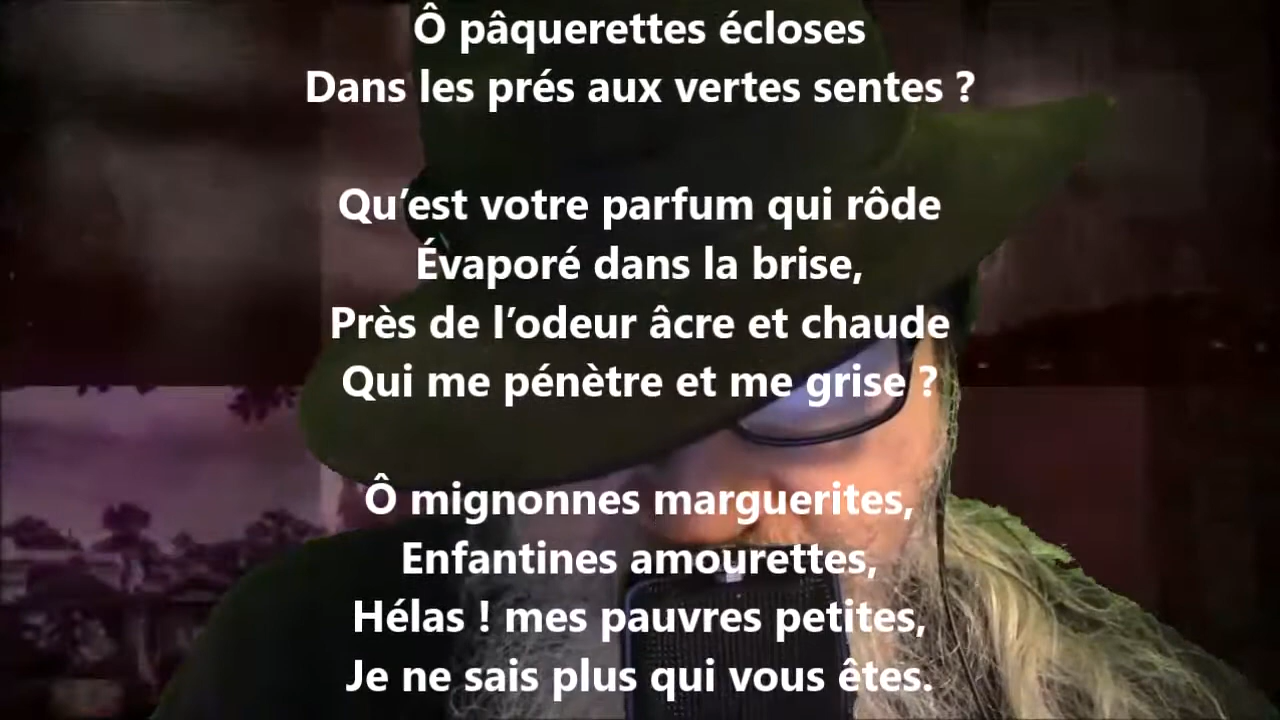 Ô pâquerettes écloses
Dans les prés aux vertes sentes ?
Qu’est votre parfum qui rôde
Évaporé dans la brise,
Près de l’odeur âcre et chaude
Qui me pénètre et me grise ?
Ô mignonnes marguerites,
Enfantines amourettes,
Hélas ! mes pauvres petites,
Je ne sais plus qui vous êtes.